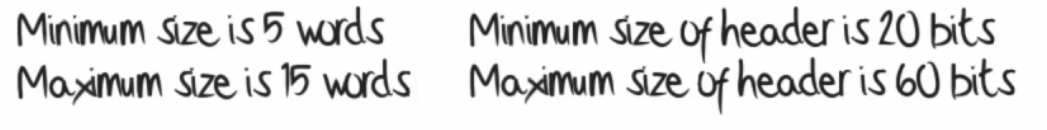 Minimum size is 5 words
Maximum size is 15 words
Minimum size of header is 20 bits
Maximum size of header is 60 bits